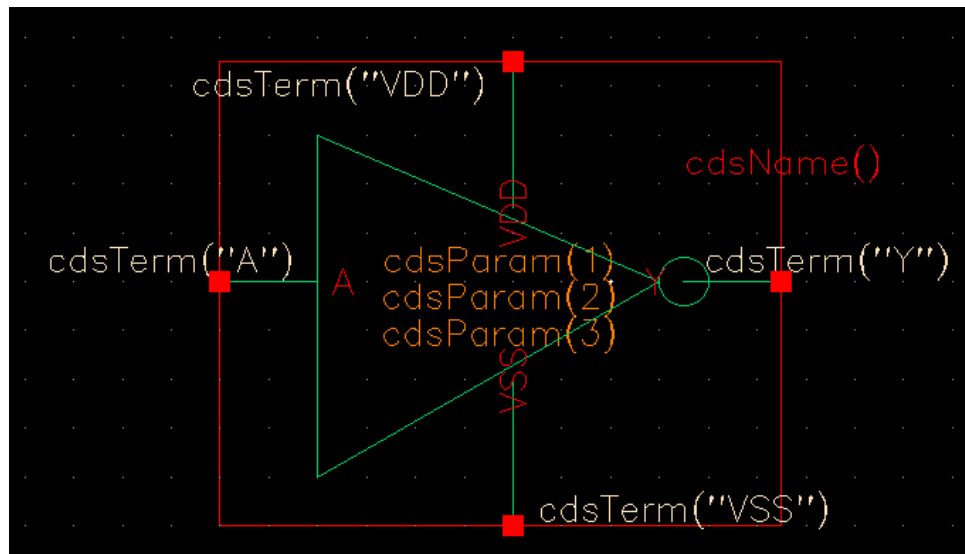 cdsTerm("VDD")
cdsName()
VDD
cdsTerm("A")
cdsParam(1)
cdsTerm("Y")
A
cdsParam(2)
Y
cdsParam(3)
VSS
cdsTerm("VSS")